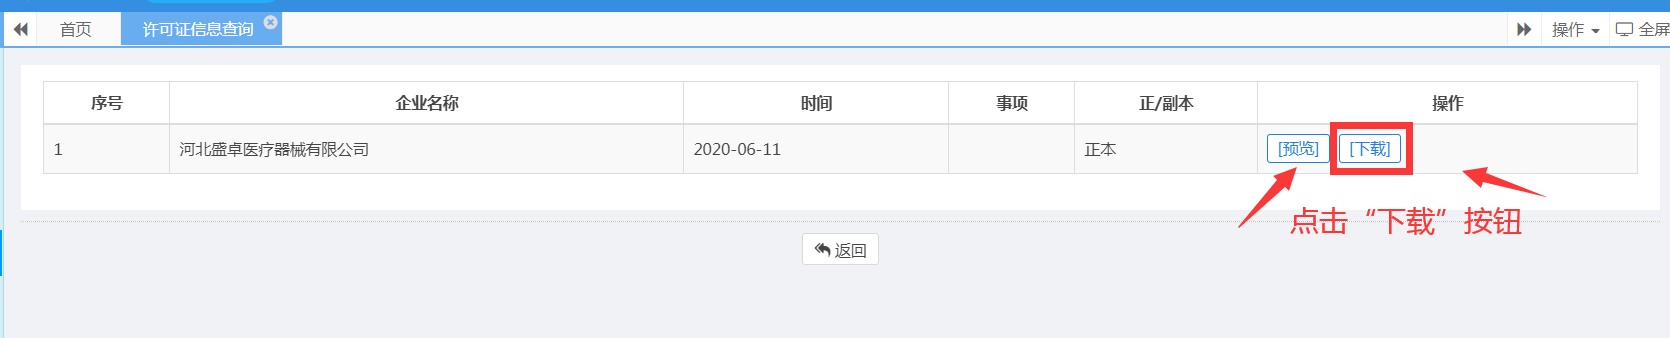 首页 许可证信息查询 操作 全屏
序号 企业名称 时间 事项 正/副本 操作
1 河北盛卓医疗器械有限公司 2020-06-11 正本 [预览] [下载]
点击“下载”按钮
返回